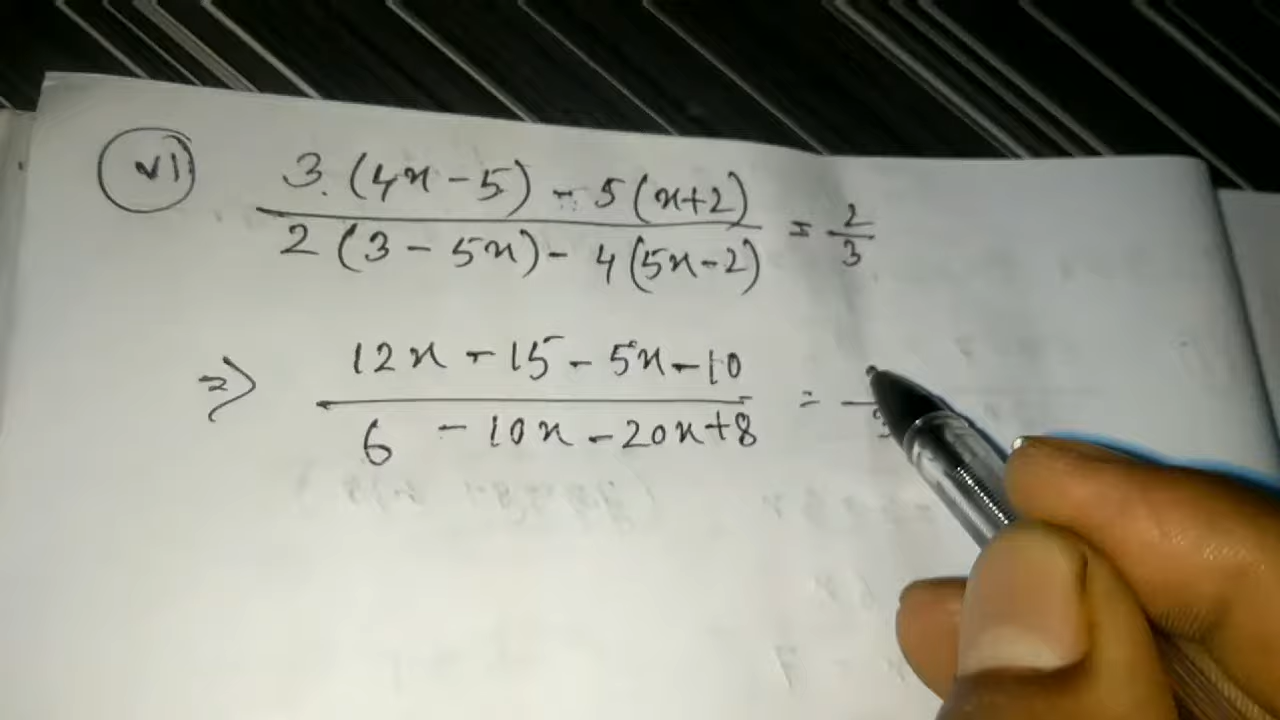 vi) 3.(4x-5) - 5(x+2)
2(3-5x)-4(5x-2) = 2/3
⇒ 12x - 15 - 5x - 10
6 - 10x - 20x + 8 =